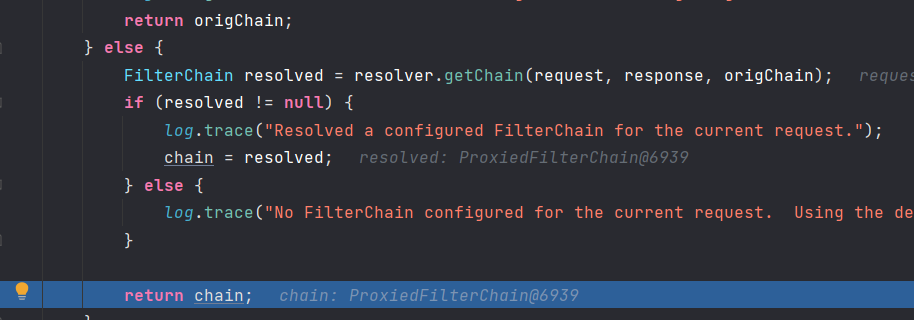 return origChain;
} else {
FilterChain resolved = resolver.getChain(request, response, origChain);
if (resolved != null) {
log.trace("Resolved a configured FilterChain for the current request.");
chain = resolved; resolved: ProxiedFilterChain@6939
} else {
log.trace("No FilterChain configured for the current request.  Using the de
}
return chain; chain: ProxiedFilterChain@6939